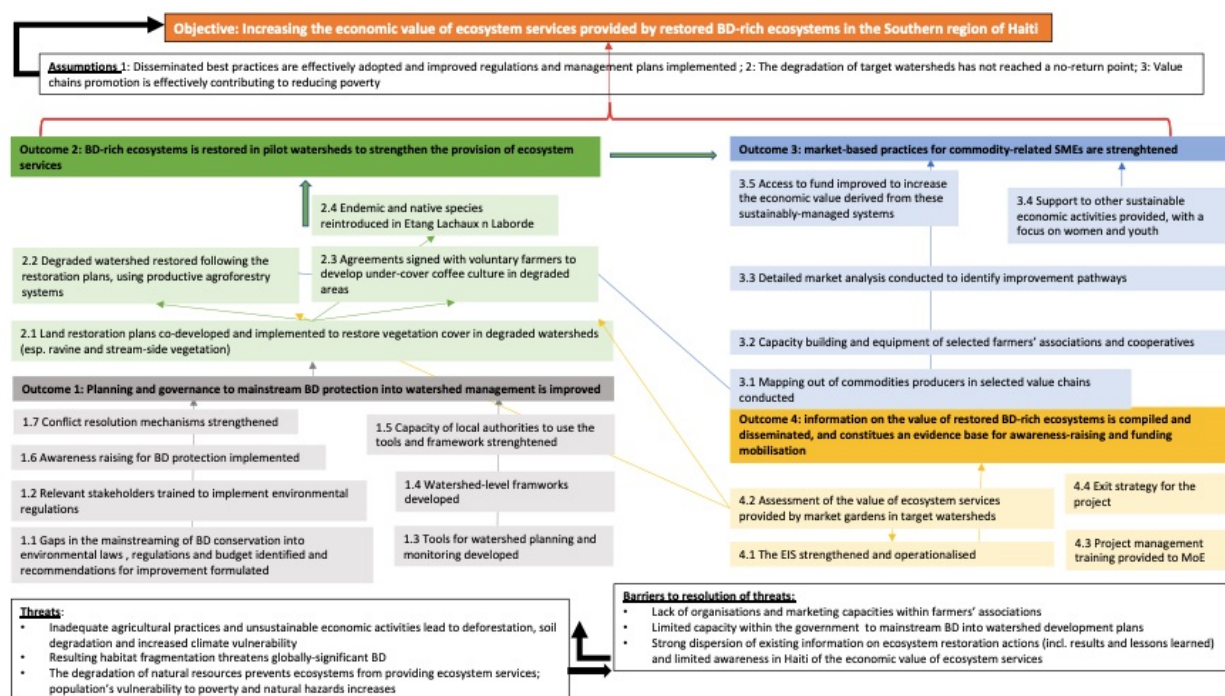 Objective: Increasing the economic value of ecosystem services provided by restored BD-rich ecosystems in the Southern region of Haiti
Assumptions 1: Disseminated best practices are effectively adopted and improved regulations and management plans implemented ; 2: The degradation of target watersheds has not reached a no-return point; 3: Value
chains promotion is effectively contributing to reducing poverty
Outcome 2: BD-rich ecosystems is restored in pilot watersheds to strengthen the provision of ecosystem
services
2.4 Endemic and native species
reintroduced in Etang Lachaux n Laborde
2.2 Degraded watershed restored following the
restoration plans, using productive agroforestry
systems
2.3 Agreements signed with voluntary farmers to
develop under-cover coffee culture in degraded
areas
2.1 Land restoration plans co-developed and implemented to restore vegetation cover in degraded watersheds
(esp. ravine and stream-side vegetation)
Outcome 1: Planning and governance to mainstream BD protection into watershed management is improved
1.7 Conflict resolution mechanisms strengthened
1.6 Awareness raising for BD protection implemented
1.2 Relevant stakeholders trained to implement environmental
regulations
1.1 Gaps in the mainstreaming of BD conservation into
environmental laws , regulations and budget identified and
recommendations for improvement formulated
1.5 Capacity of local authorities to use the
tools and framework strenghtened
1.4 Watershed-level framworks
developed
1.3 Tools for watershed planning and
monitoring developed
Outcome 3: market-based practices for commodity-related SMEs are strenghtened
3.5 Access to fund improved to increase
the economic value derived from these
sustainably-managed systems
3.4 Support to other sustainable
economic activities provided, with a
focus on women and youth
3.3 Detailed market analysis conducted to identify improvement pathways
3.2 Capacity building and equipment of selected farmers' associations and cooperatives
3.1 Mapping out of commodities producers in selected value chains
conducted
Outcome 4: information on the value of restored BD-rich ecosystems is compiled and
disseminated, and constitutes an evidence base for awareness-raising and funding
mobilisation
4.2 Assessment of the value of ecosystem services
provided by market gardens in target watersheds
4.1 The EIS strengthened and operationalised
4.4 Exit strategy for the
project
4.3 Project management
training provided to MoE
Threats:
• Inadequate agricultural practices and unsustainable economic activities lead to deforestation, soil
degradation and increased climate vulnerability
• Resulting habitat fragmentation threatens globally-significant BD
• The degradation of natural resources prevents ecosystems from providing ecosystem services;
population's vulnerability to poverty and natural hazards increases
Barriers to resolution of threats:
• Lack of organisations and marketing capacities within farmers' associations
• Limited capacity within the government to mainstream BD into watershed development plans
• Strong dispersion of existing information on ecosystem restoration actions (incl. results and lessons learned)
and limited awareness in Haiti of the economic value of ecosystem services